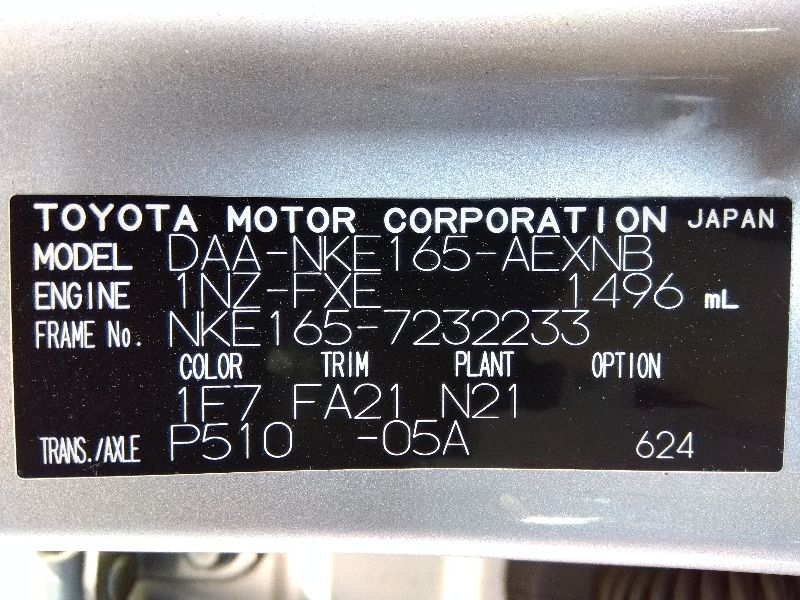 TOYOTA MOTOR CORPORATION JAPAN
MODEL DAA-NKE165-AEXNB
ENGINE 1NZ-FXE 1496 mL
FRAME No. NKE165-7232233
COLOR TRIM PLANT OPTION
1F7 FA21 N21
TRANS./AXLE P510 -05A 624